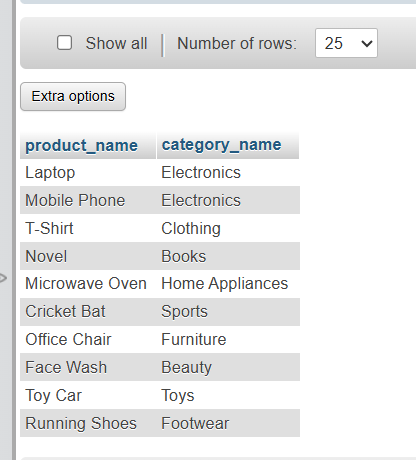 Show all Number of rows: 25
Extra options
product_name category_name
Laptop Electronics
Mobile Phone Electronics
T-Shirt Clothing
Novel Books
Microwave Oven Home Appliances
Cricket Bat Sports
Office Chair Furniture
Face Wash Beauty
Toy Car Toys
Running Shoes Footwear